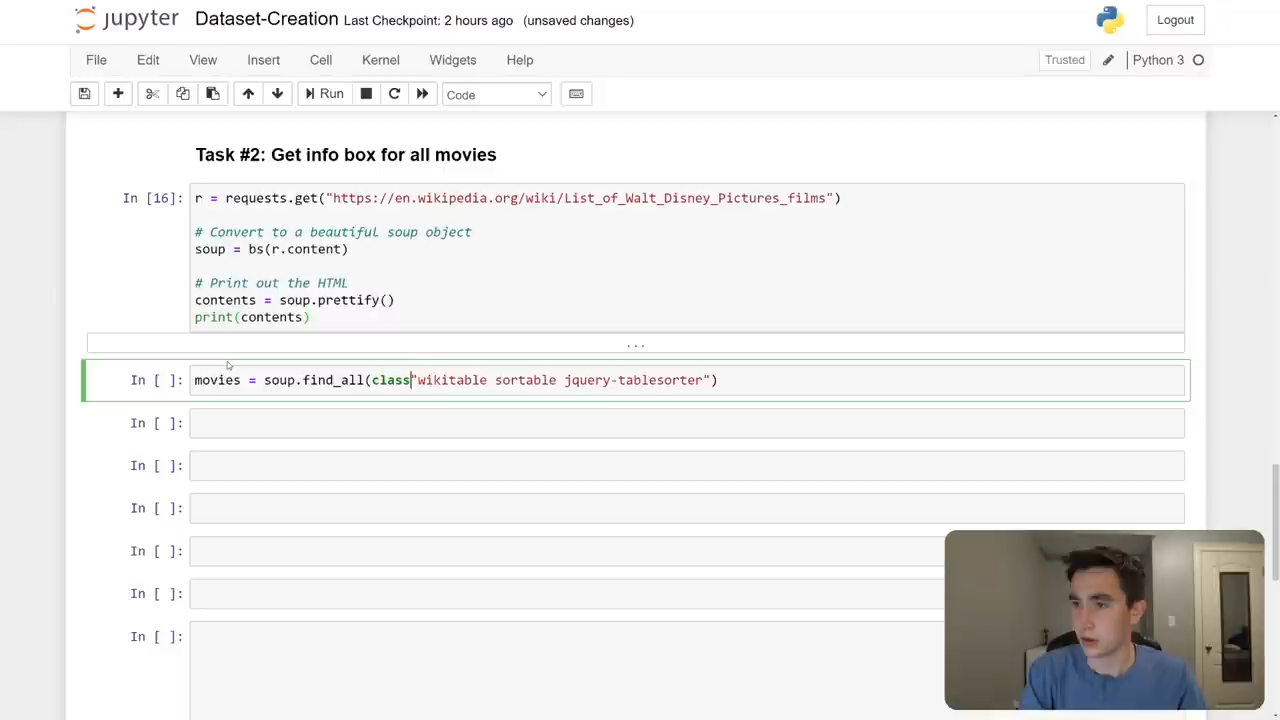 jupyter Dataset-Creation Last Checkpoint: 2 hours ago (unsaved changes) Logout
File Edit View Insert Cell Kernel Widgets Help Trusted Python 3
Run Code
Task #2: Get info box for all movies
In [16]: r = requests.get("https://en.wikipedia.org/wiki/List_of_Walt_Disney_Pictures_films")
# Convert to a beautiful soup object
soup = bs(r.content)
# Print out the HTML
contents = soup.prettify()
print(contents)
...
In [ ]: movies = soup.find_all(class"wikitable sortable jquery-tablesorter")
In [ ]:
In [ ]:
In [ ]:
In [ ]:
In [ ]:
In [ ]: